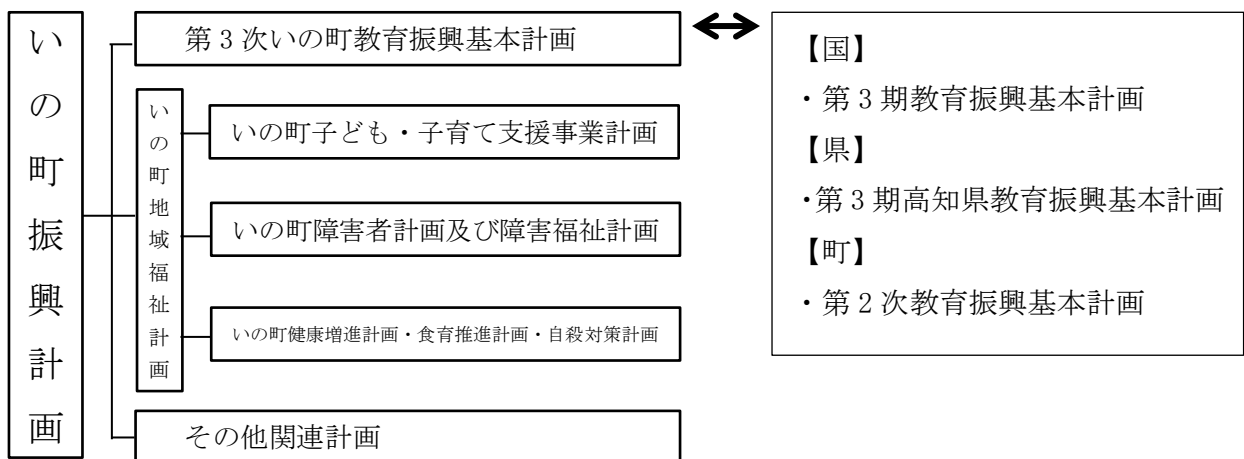 いの町振興計画
第3次いの町教育振興基本計画
いの町地域福祉計画
いの町子ども・子育て支援事業計画
いの町障害者計画及び障害福祉計画
いの町健康増進計画・食育推進計画・自殺対策計画
その他関連計画
【国】
・第3期教育振興基本計画
【県】
・第3期高知県教育振興基本計画
【町】
・第2次教育振興基本計画